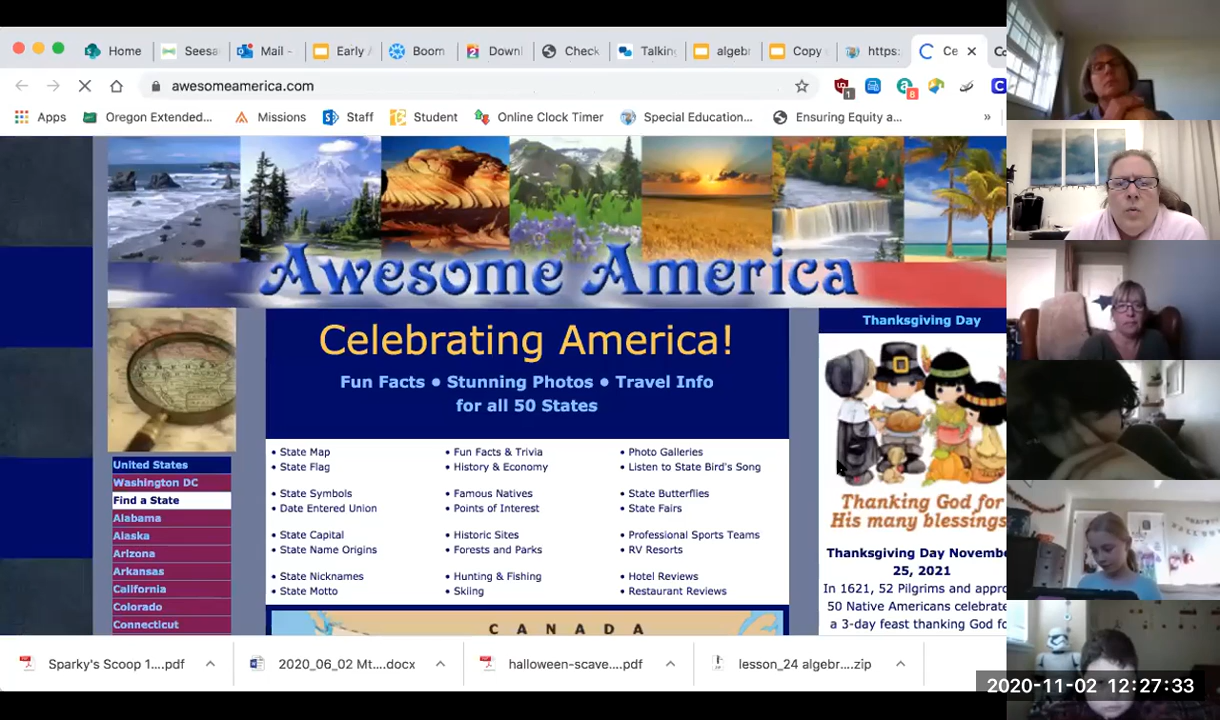 Home
Seesa
Mail -
Early A
Boom
Downl
Check
Talking
algebr
Copy o
https:
Ce
Co
awesomeamerica.com
1
8
Apps
Oregon Extended...
Missions
Staff
Student
Online Clock Timer
Special Education...
Ensuring Equity a...
»
Awesome America
Celebrating America!
Fun Facts • Stunning Photos • Travel Info
for all 50 States
• State Map
• State Flag
• State Symbols
• Date Entered Union
• State Capital
• State Name Origins
• State Nicknames
• State Motto
• Fun Facts & Trivia
• History & Economy
• Famous Natives
• Points of Interest
• Historic Sites
• Forests and Parks
• Hunting & Fishing
• Skiing
• Photo Galleries
• Listen to State Bird's Song
• State Butterflies
• State Fairs
• Professional Sports Teams
• RV Resorts
• Hotel Reviews
• Restaurant Reviews
CANADA
United States
Washington DC
Find a State
Alabama
Alaska
Arizona
Arkansas
California
Colorado
Connecticut
Thanksgiving Day
Thanking God for
His many blessings
Thanksgiving Day Novembe
25, 2021
In 1621, 52 Pilgrims and appro
50 Native Americans celebrate
a 3-day feast thanking God fo
Sparky's Scoop 1....pdf
2020_06_02 Mt....docx
halloween-scave....pdf
lesson_24 algebr....zip
2020-11-02 12:27:33